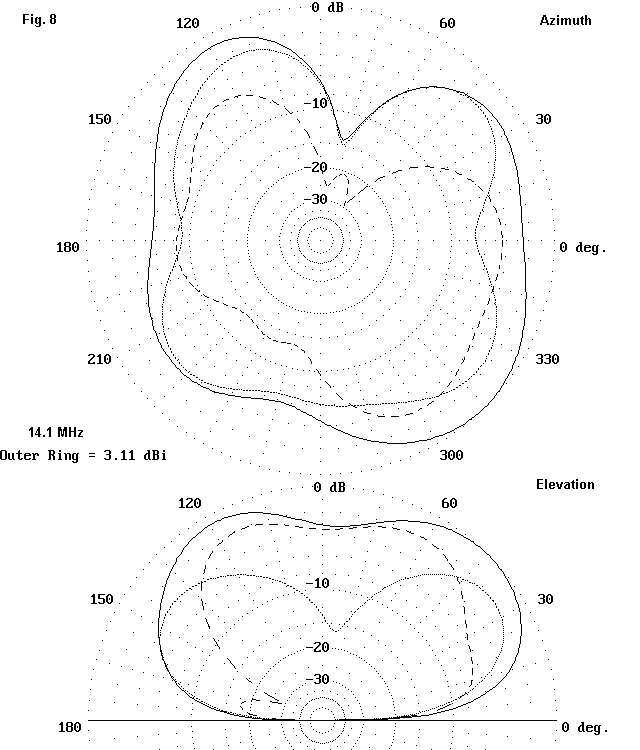 Fig. 8
0 dB
Azimuth
120
60
-10
150
30
-20
-30
180
0 deg.
210
330
14.1 MHz
Outer Ring = 3.11 dBi
300
0 dB
Elevation
120
60
-10
150
30
-20
-30
180
0 deg.